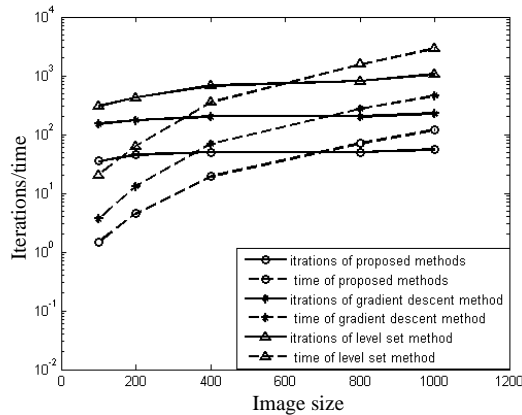 10^4
10^3
10^2
10^1
10^0
10^-1
10^-2
Iterations/time
0 200 400 600 800 1000 1200
Image size
itrations of proposed methods
time of proposed methods
itrations of gradient descent method
time of gradient descent method
itrations of level set method
time of level set method